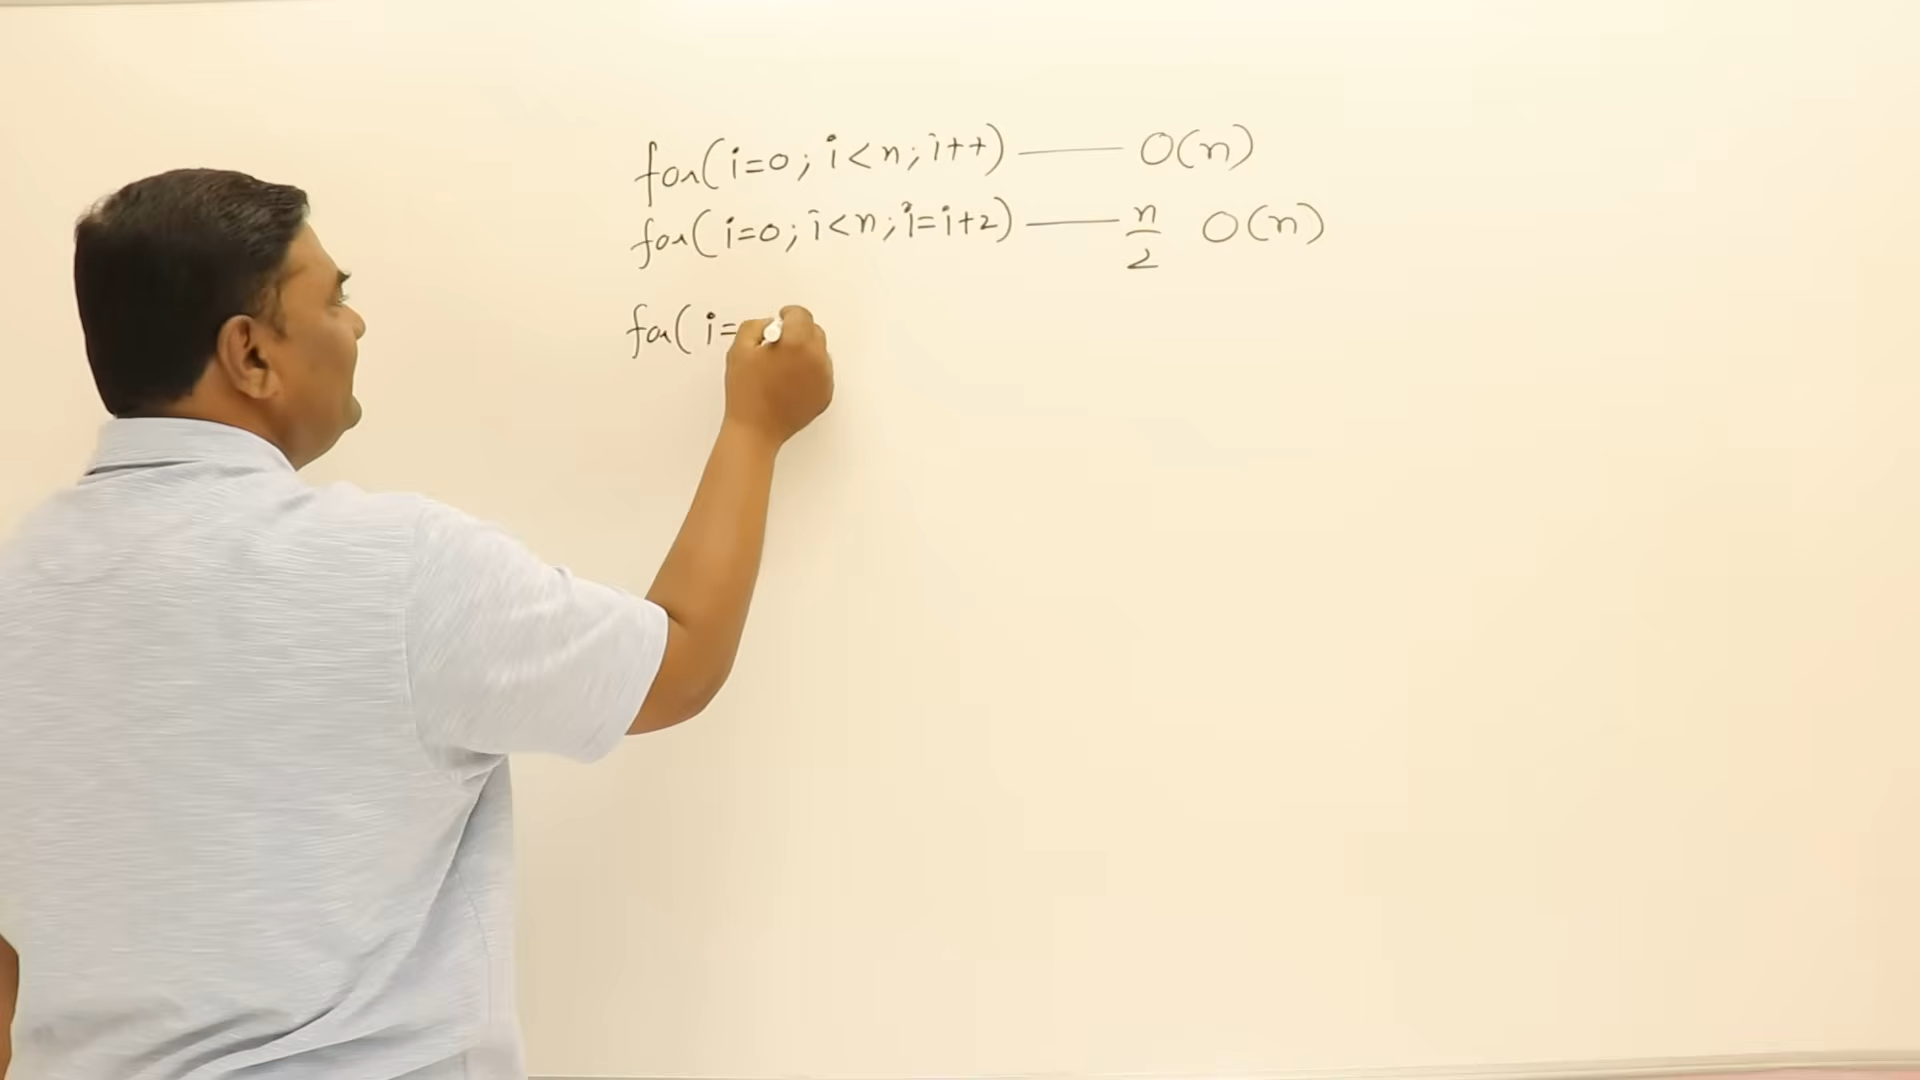 for(i=0; i<n; i++) —— O(n)
for(i=0; i<n; i=i+2) —— n/2 O(n)
for( i=